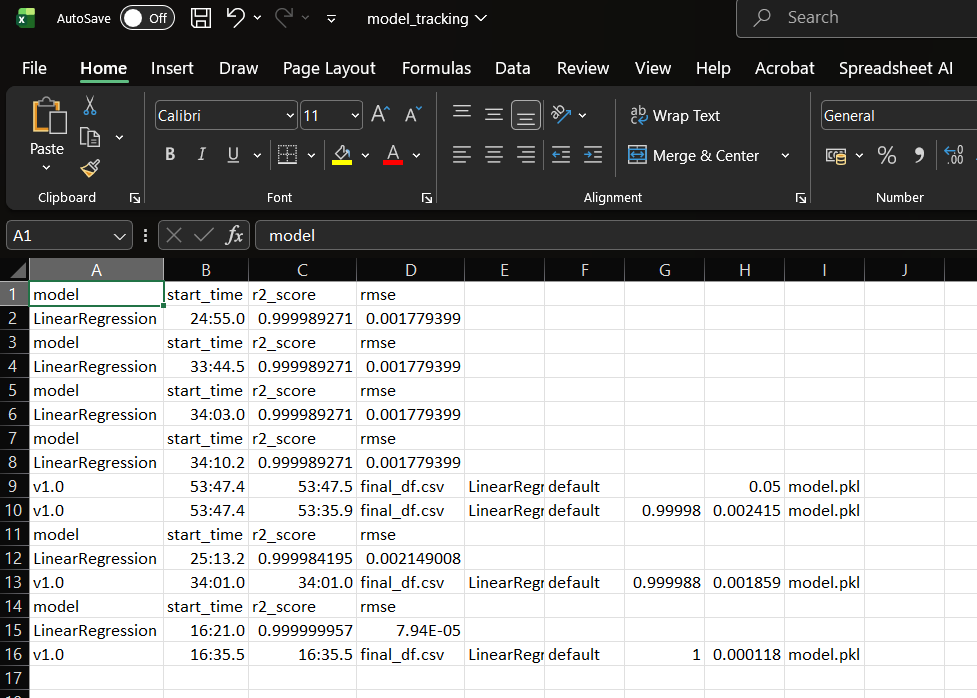 AutoSave Off model_tracking Search
File Home Insert Draw Page Layout Formulas Data Review View Help Acrobat Spreadsheet AI
Paste Calibri 11 A A Wrap Text General
B I U A Merge & Center % 9 .00
Clipboard Font Alignment Number
A1 fx model
A B C D E F G H I J
1 model start_time r2_score rmse
2 LinearRegression 24:55.0 0.999989271 0.001779399
3 model start_time r2_score rmse
4 LinearRegression 33:44.5 0.999989271 0.001779399
5 model start_time r2_score rmse
6 LinearRegression 34:03.0 0.999989271 0.001779399
7 model start_time r2_score rmse
8 LinearRegression 34:10.2 0.999989271 0.001779399
9 v1.0 53:47.4 53:47.5 final_df.csv LinearRegr default 0.05 model.pkl
10 v1.0 53:47.4 53:35.9 final_df.csv LinearRegr default 0.99998 0.002415 model.pkl
11 model start_time r2_score rmse
12 LinearRegression 25:13.2 0.999984195 0.002149008
13 v1.0 34:01.0 34:01.0 final_df.csv LinearRegr default 0.999988 0.001859 model.pkl
14 model start_time r2_score rmse
15 LinearRegression 16:21.0 0.999999957 7.94E-05
16 v1.0 16:35.5 16:35.5 final_df.csv LinearRegr default 1 0.000118 model.pkl
17